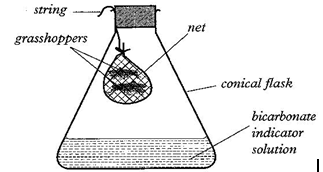 string
grasshoppers
net
conical flask
bicarbonate
indicator
solution